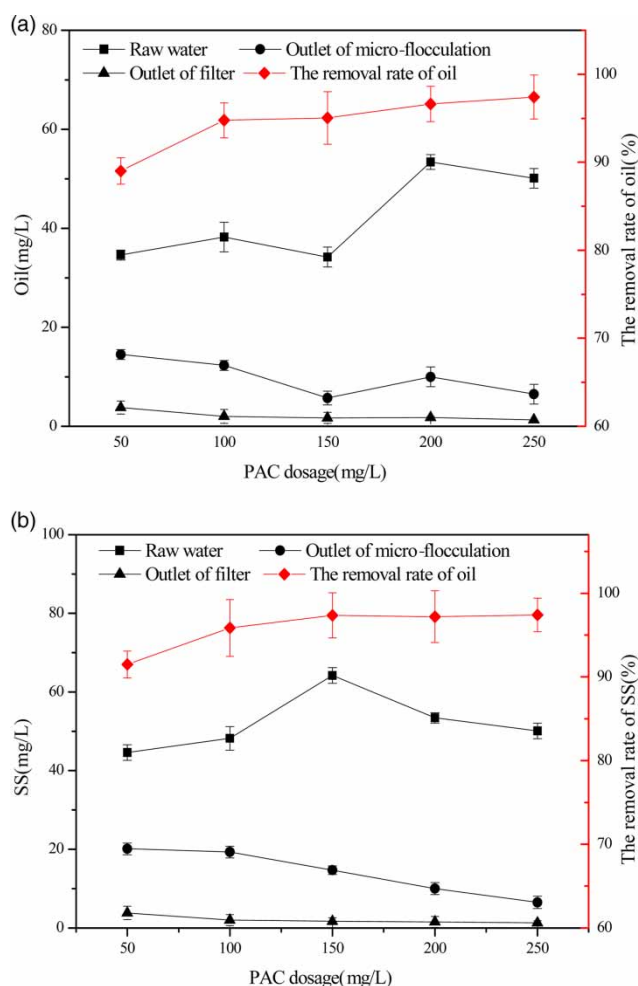 (a)
80
60
40
20
0
Oil(mg/L)
Raw water
Outlet of micro-flocculation
Outlet of filter
The removal rate of oil
100
90
80
70
60
The removal rate of oil(%)
50 100 150 200 250
PAC dosage(mg/L)
(b)
100
80
60
40
20
0
SS(mg/L)
Raw water
Outlet of micro-flocculation
Outlet of filter
The removal rate of oil
100
90
80
70
60
The removal rate of SS(%)
50 100 150 200 250
PAC dosage(mg/L)